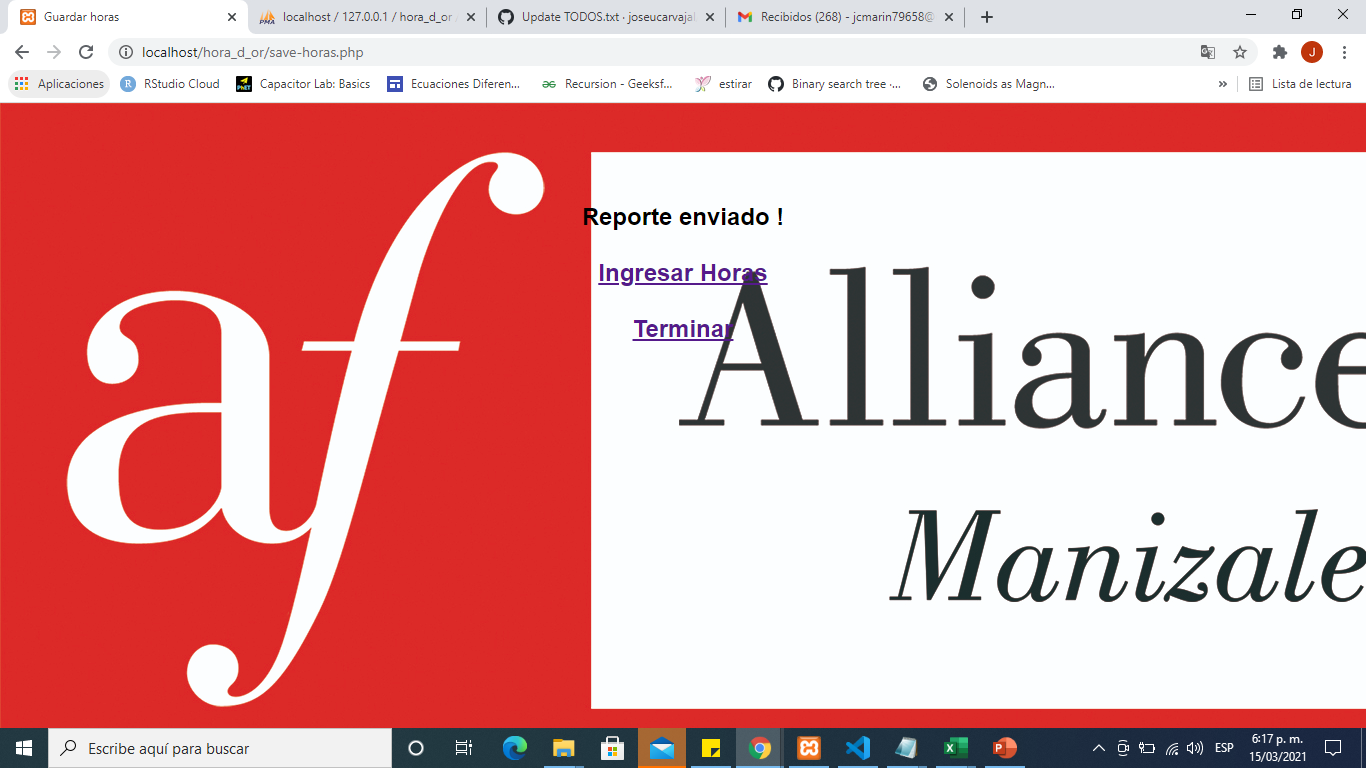 Guardar horas
localhost / 127.0.0.1 / hora_d_or
Update TODOS.txt · joseucarvajal
Recibidos (268) - jcmarin79658@
localhost/hora_d_or/save-horas.php
J
Aplicaciones
R
RStudio Cloud
Capacitor Lab: Basics
Ecuaciones Diferen...
Recursion - Geeksf...
estirar
Binary search tree -...
Solenoids as Magn...
»
Lista de lectura
af
Reporte enviado !
Ingresar Horas
Terminar
Alliance
Manizale
Escribe aquí para buscar
ESP
6:17 p. m.
15/03/2021